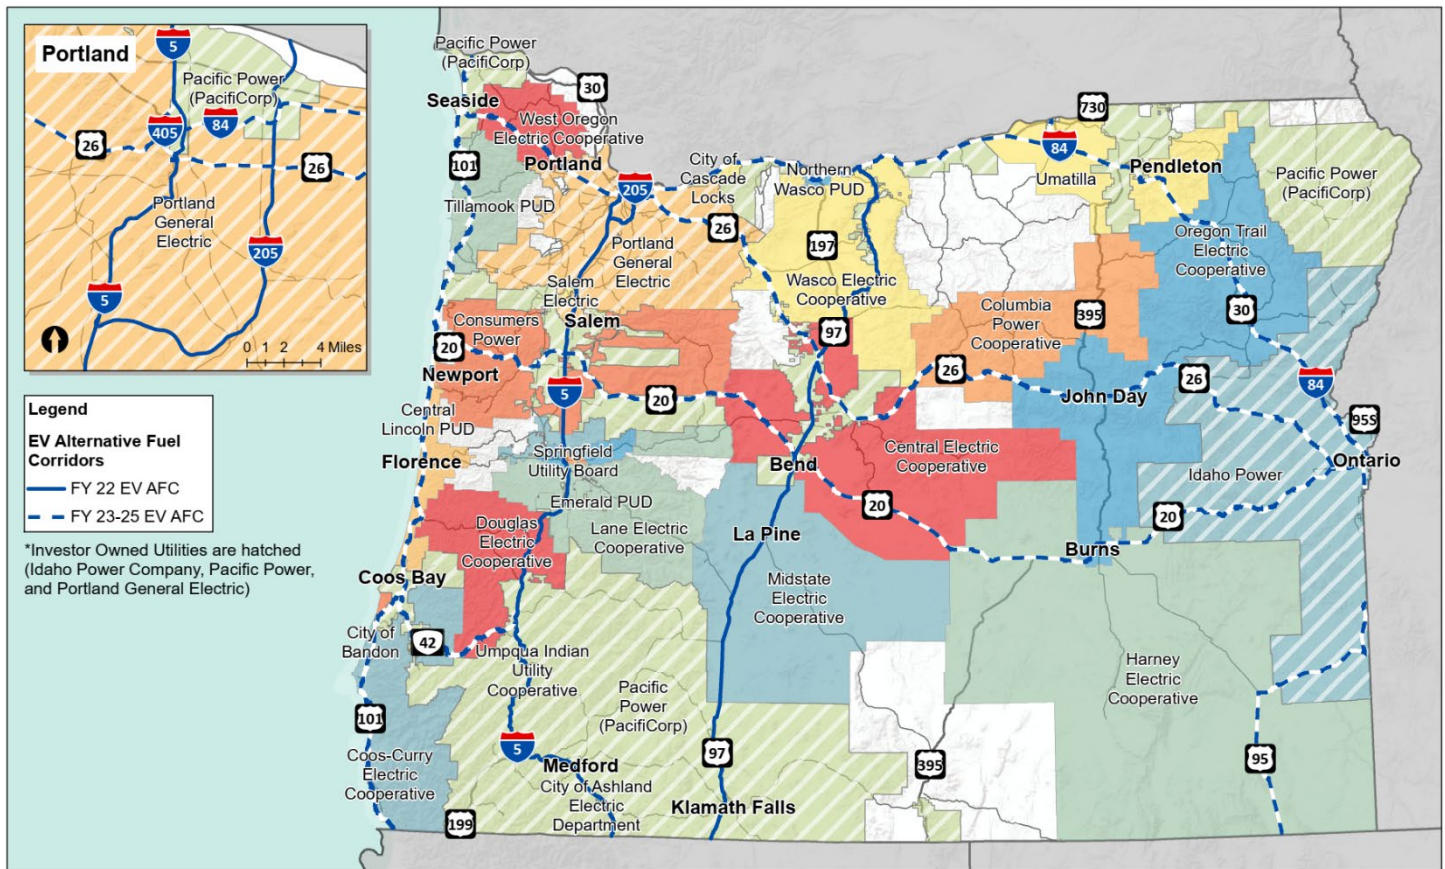 Portland
5
Pacific Power
(PacifiCorp)
405
84
26
26
Portland
General
Electric
205
5
0 1 2 4 Miles
Legend
EV Alternative Fuel
Corridors
FY 22 EV AFC
FY 23-25 EV AFC
*Investor Owned Utilities are hatched
(Idaho Power Company, Pacific Power,
and Portland General Electric)
Pacific Power
(PacifiCorp)
30
Seaside
West Oregon
Electric Cooperative
101
Portland
205
Tillamook PUD
City of
Cascade
Locks
Northern
Wasco PUD
730
84
Umatilla
Pendleton
Pacific Power
(PacifiCorp)
26
197
Portland
General
Electric
Wasco Electric
Cooperative
Oregon Trail
Electric
Cooperative
Salem
Electric
Salem
Consumers
Power
97
Columbia
Power
Cooperative
395
30
20
Newport
5
20
26
John Day
26
84
95S
Central
Lincoln PUD
Florence
Springfield
Utility Board
Bend
Central Electric
Cooperative
Idaho Power
Ontario
Emerald PUD
20
20
Douglas
Electric
Cooperative
Lane Electric
Cooperative
La Pine
Burns
Coos Bay
Midstate
Electric
Cooperative
City of
Bandon
42
Umpqua Indian
Utility
Cooperative
Harney
Electric
Cooperative
Pacific
Power
(PacifiCorp)
101
5
97
395
95
Coos-Curry
Electric
Cooperative
Medford
City of Ashland
Electric
Department
Klamath Falls
199